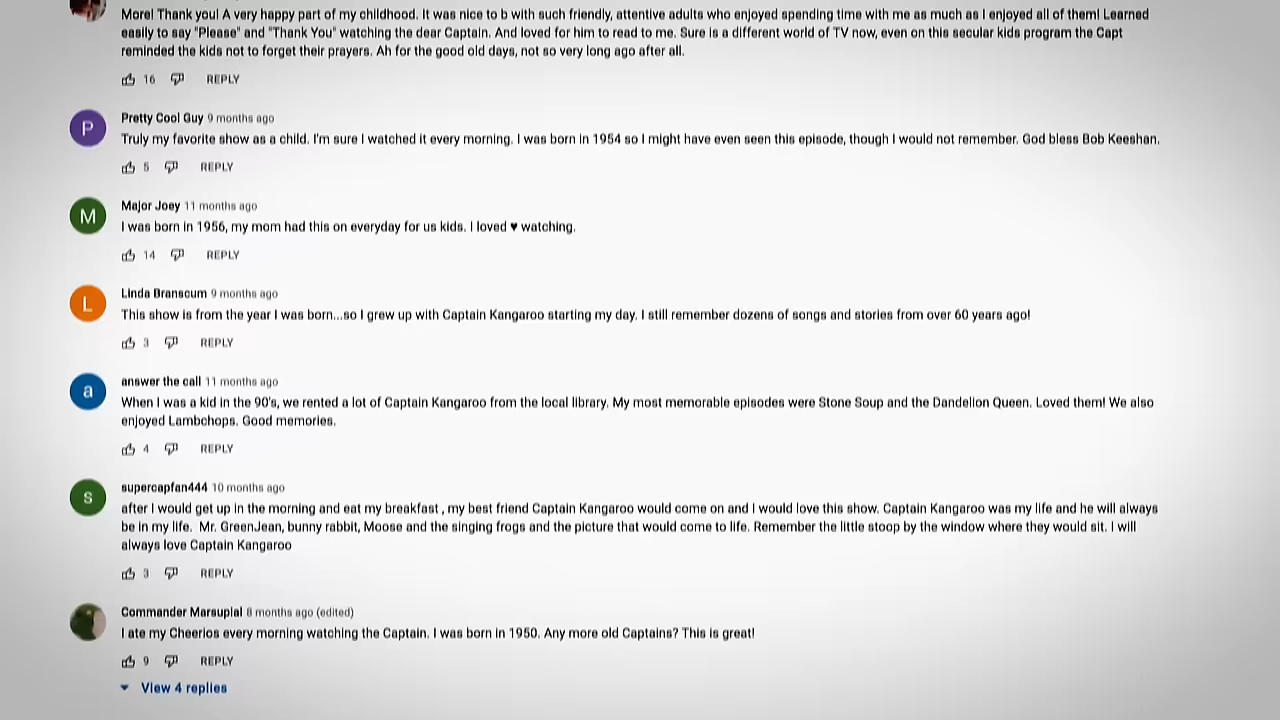 More! Thank you! A very happy part of my childhood. It was nice to b with such friendly, attentive adults who enjoyed spending time with me as much as I enjoyed all of them! Learned
easily to say "Please" and "Thank You" watching the dear Captain. And loved for him to read to me. Sure is a different world of TV now, even on this secular kids program the Capt
reminded the kids not to forget their prayers. Ah for the good old days, not so very long ago after all.
16 REPLY
P
Pretty Cool Guy 9 months ago
Truly my favorite show as a child. I'm sure I watched it every morning. I was born in 1954 so I might have even seen this episode, though I would not remember. God bless Bob Keeshan.
5 REPLY
M
Major Joey 11 months ago
I was born in 1956, my mom had this on everyday for us kids. I loved ♥ watching.
14 REPLY
L
Linda Branscum 9 months ago
This show is from the year I was born...so I grew up with Captain Kangaroo starting my day. I still remember dozens of songs and stories from over 60 years ago!
3 REPLY
a
answer the call 11 months ago
When I was a kid in the 90's, we rented a lot of Captain Kangaroo from the local library. My most memorable episodes were Stone Soup and the Dandelion Queen. Loved them! We also
enjoyed Lambchops. Good memories.
4 REPLY
s
supercapfan444 10 months ago
after I would get up in the morning and eat my breakfast , my best friend Captain Kangaroo would come on and I would love this show. Captain Kangaroo was my life and he will always
be in my life. Mr. GreenJean, bunny rabbit, Moose and the singing frogs and the picture that would come to life. Remember the little stoop by the window where they would sit. I will
always love Captain Kangaroo
3 REPLY
Commander Marsupial 8 months ago (edited)
I ate my Cheerios every morning watching the Captain. I was born in 1950. Any more old Captains? This is great!
9 REPLY
View 4 replies